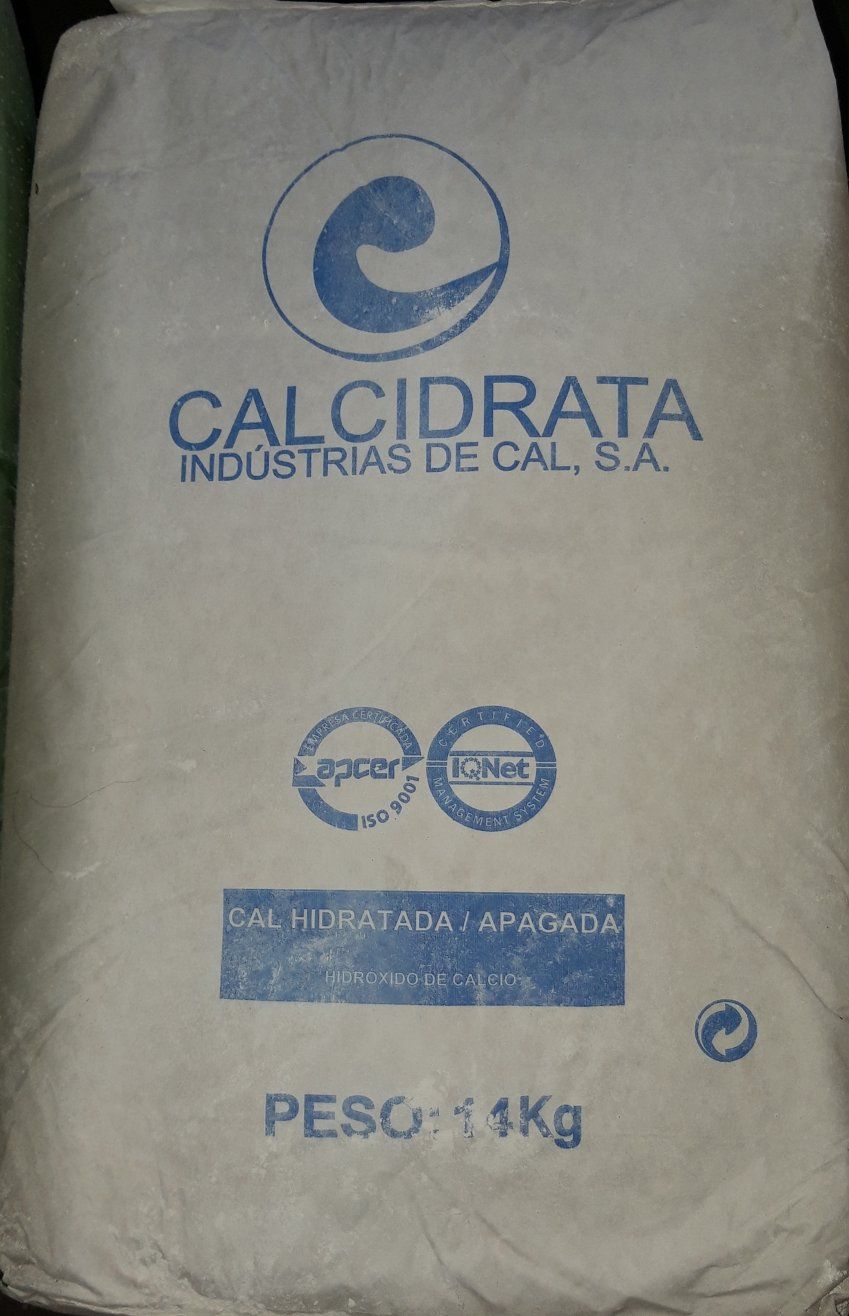 CALCIDRATA
INDÚSTRIAS DE CAL, S.A.
EMPRESA CERTIFICADA
apcer
ISO 9001
CERTIFIED
IQNet
MANAGEMENT SYSTEM
CAL HIDRATADA / APAGADA
HIDRÓXIDO DE CALCIO
PESO: 14Kg